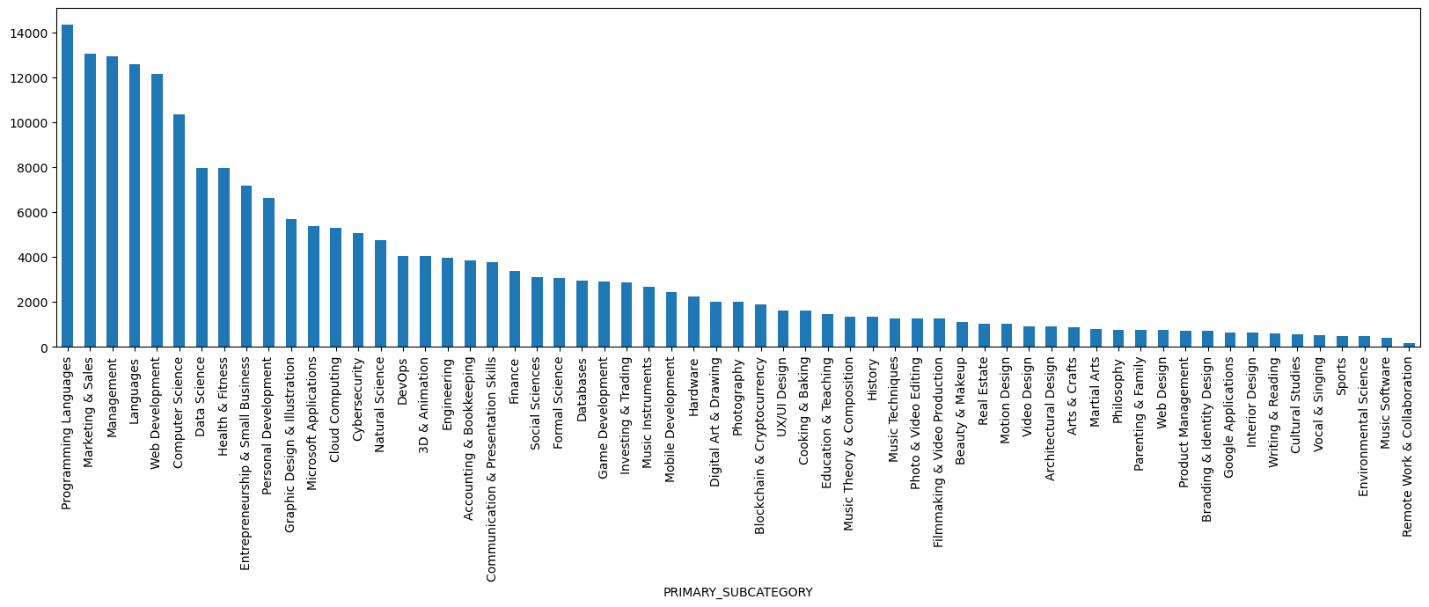 14000
12000
10000
8000
6000
4000
2000
0
Programming Languages
Marketing & Sales
Management
Languages
Web Development
Computer Science
Data Science
Health & Fitness
Entrepreneurship & Small Business
Personal Development
Graphic Design & Illustration
Microsoft Applications
Cloud Computing
Cybersecurity
Natural Science
DevOps
3D & Animation
Engineering
Accounting & Bookkeeping
Communication & Presentation Skills
Finance
Social Sciences
Formal Science
Databases
Game Development
Investing & Trading
Music Instruments
Mobile Development
Hardware
Digital Art & Drawing
Photography
Blockchain & Cryptocurrency
UX/UI Design
Cooking & Baking
Education & Teaching
Music Theory & Composition
History
Music Techniques
Photo & Video Editing
Filmmaking & Video Production
Beauty & Makeup
Real Estate
Motion Design
Video Design
Architectural Design
Arts & Crafts
Martial Arts
Philosophy
Parenting & Family
Web Design
Product Management
Branding & Identity Design
Google Applications
Interior Design
Writing & Reading
Cultural Studies
Vocal & Singing
Sports
Environmental Science
Music Software
Remote Work & Collaboration
PRIMARY_SUBCATEGORY